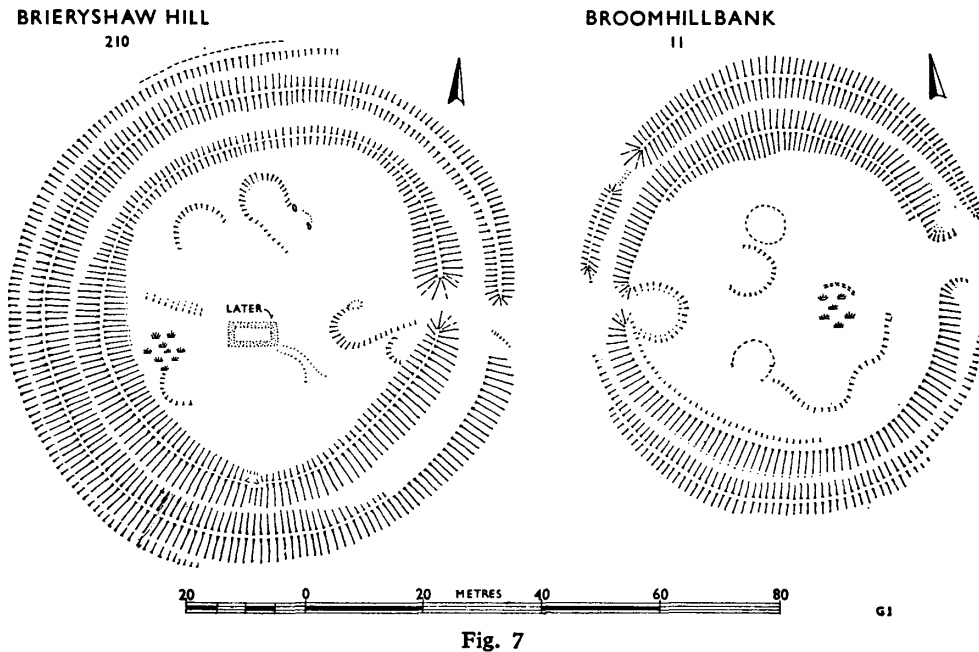 BRIERYSHAW HILL
210
BROOMHILLBANK
11
LATER
20 0 METRES 20 40 60 80
GJ
Fig. 7